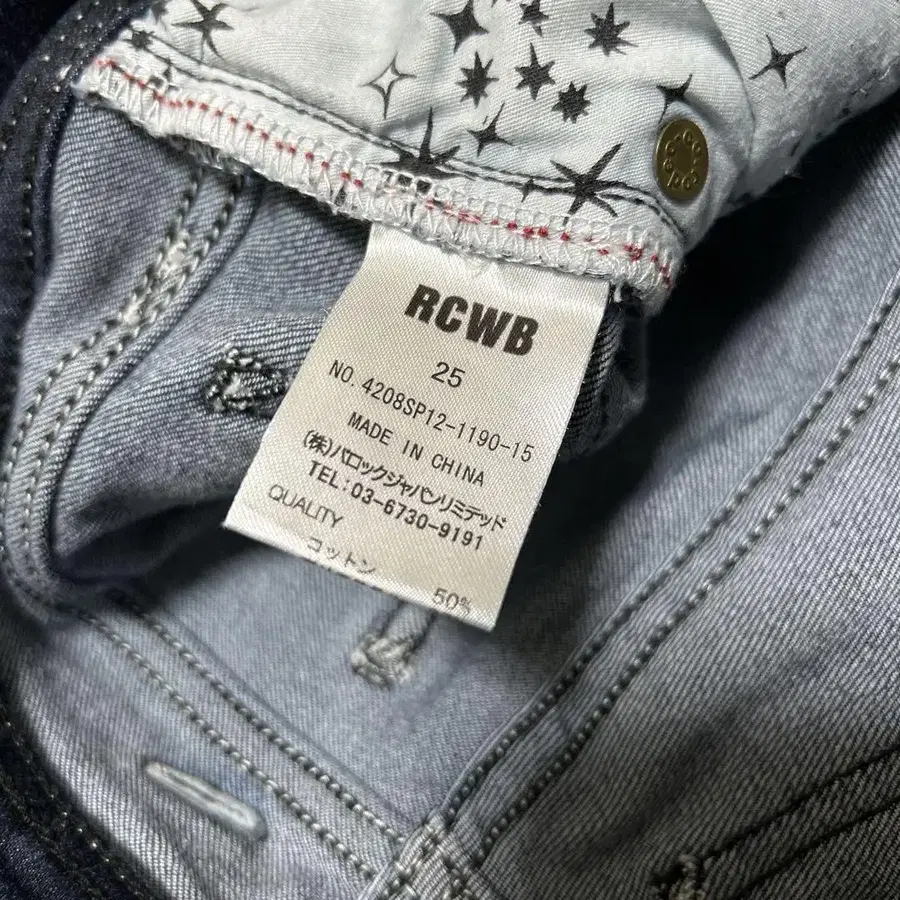 RCWB
25
NO.4208SP12-1190-15
MADE IN CHINA
(株)バロックジャパンリミテッド
TEL:03-6730-9191
QUALITY
コットン
50%